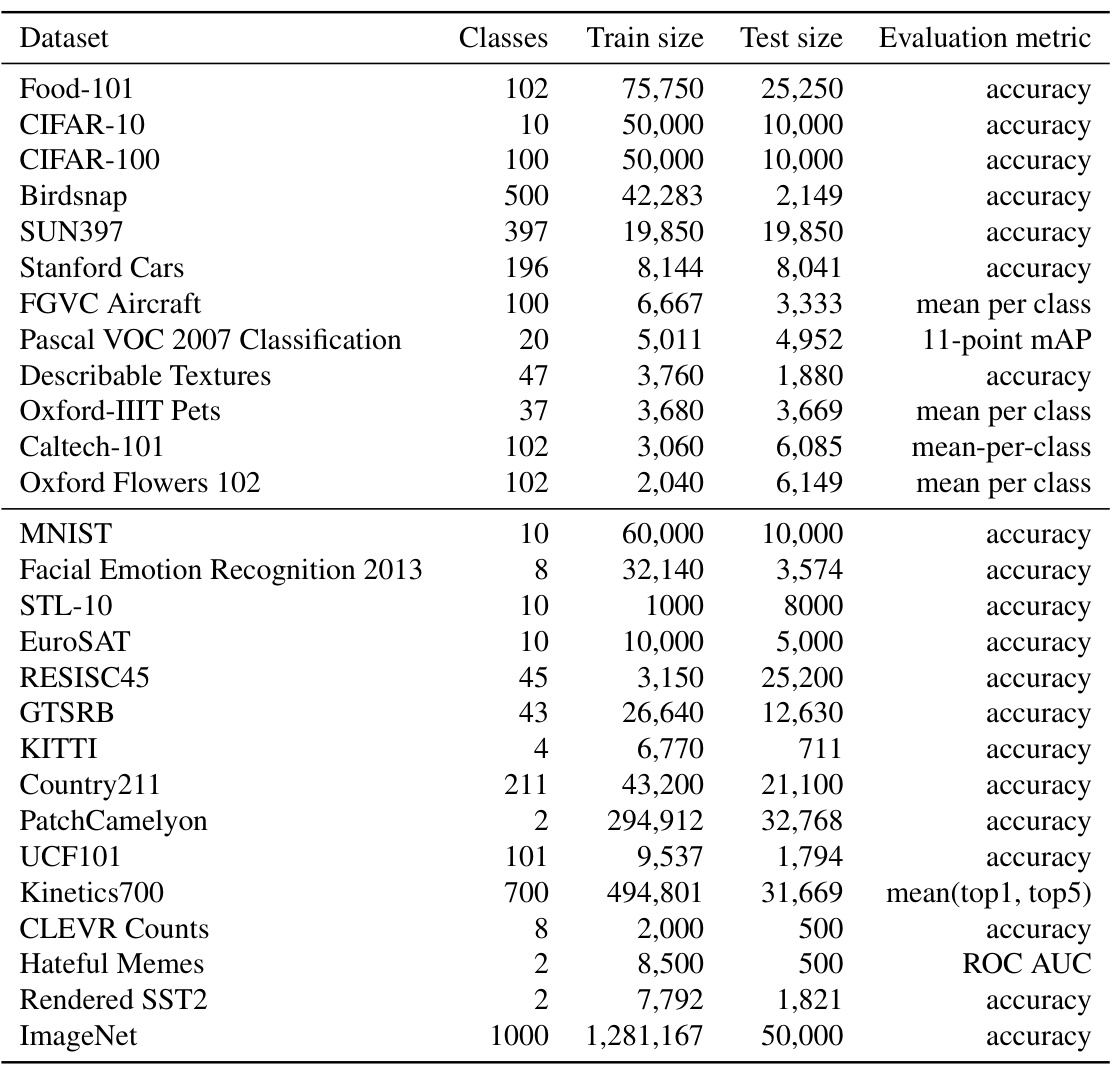 Dataset Classes Train size Test size Evaluation metric
Food-101 102 75,750 25,250 accuracy
CIFAR-10 10 50,000 10,000 accuracy
CIFAR-100 100 50,000 10,000 accuracy
Birdsnap 500 42,283 2,149 accuracy
SUN397 397 19,850 19,850 accuracy
Stanford Cars 196 8,144 8,041 accuracy
FGVC Aircraft 100 6,667 3,333 mean per class
Pascal VOC 2007 Classification 20 5,011 4,952 11-point mAP
Describable Textures 47 3,760 1,880 accuracy
Oxford-IIIT Pets 37 3,680 3,669 mean per class
Caltech-101 102 3,060 6,085 mean-per-class
Oxford Flowers 102 102 2,040 6,149 mean per class
MNIST 10 60,000 10,000 accuracy
Facial Emotion Recognition 2013 8 32,140 3,574 accuracy
STL-10 10 1000 8000 accuracy
EuroSAT 10 10,000 5,000 accuracy
RESISC45 45 3,150 25,200 accuracy
GTSRB 43 26,640 12,630 accuracy
KITTI 4 6,770 711 accuracy
Country211 211 43,200 21,100 accuracy
PatchCamelyon 2 294,912 32,768 accuracy
UCF101 101 9,537 1,794 accuracy
Kinetics700 700 494,801 31,669 mean(top1, top5)
CLEVR Counts 8 2,000 500 accuracy
Hateful Memes 2 8,500 500 ROC AUC
Rendered SST2 2 7,792 1,821 accuracy
ImageNet 1000 1,281,167 50,000 accuracy